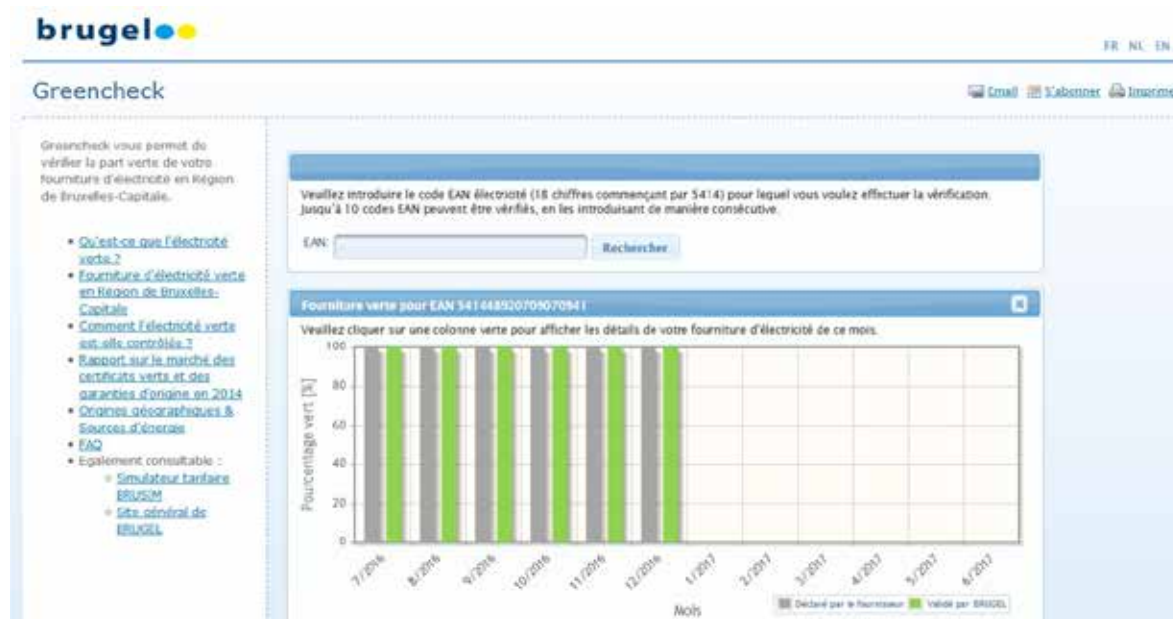 brugel
FR NL EN
Greencheck
Email S'abonner Imprime
Greencheck vous permet de
vérifier la part verte de votre
fourniture d'électricité en Région
de Bruxelles-Capitale.
• Qu'est-ce que l'électricité
verte ?
• Fourniture d'électricité verte
en Région de Bruxelles-
Capitale
• Comment l'électricité verte
est-elle contrôlée ?
• Rapport sur le marché des
certificats verts et des
garanties d'origine en 2014
• Origines géographiques &
Sources d'énergie
• FAQ
• Egalement consultable :
Simulateur tarifaire
BRUSIM
Site général de
BRUGEL
Veuillez introduire le code EAN électricité (18 chiffres commençant par 5414) pour lequel vous voulez effectuer la vérification.
Jusqu'à 10 codes EAN peuvent être vérifiés, en les introduisant de manière consécutive.
EAN: Rechercher
Fourniture verte pour EAN 541448920709070941
Veuillez cliquer sur une colonne verte pour afficher les détails de votre fourniture d'électricité de ce mois.
Pourcentage vert [%]
100
80
60
40
20
0
7/2016 8/2016 9/2016 10/2016 11/2016 12/2016 1/2017 2/2017 3/2017 4/2017 5/2017 6/2017
Mois
Déclaré par le fournisseur Validé par BRUGEL